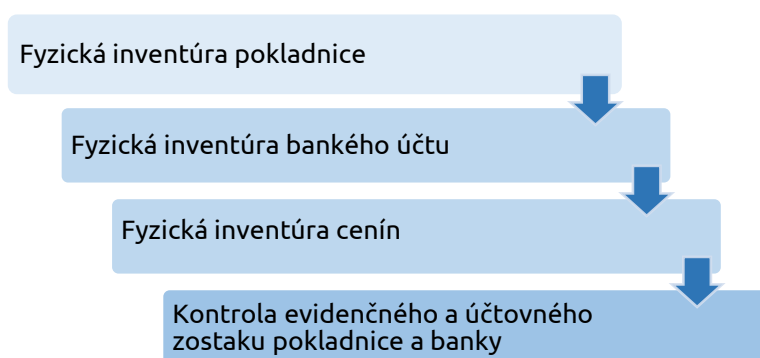 Fyzická inventúra pokladnice
Fyzická inventúra bankého účtu
Fyzická inventúra cenín
Kontrola evidenčného a účtovného
zostaku pokladnice a banky